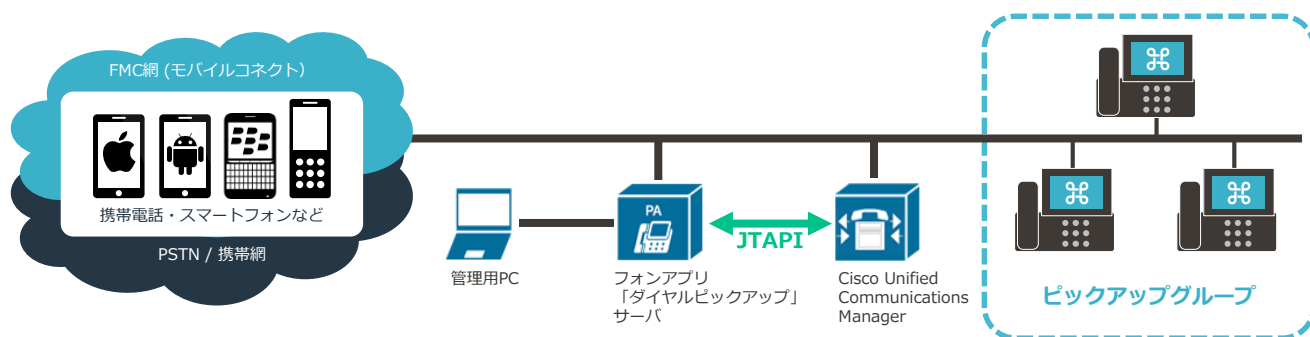 FMC網 (モバイルコネクト)
携帯電話・スマートフォンなど
PSTN / 携帯網
管理用PC
PA
フォンアプリ
「ダイヤルピックアップ」
サーバ
JTAPI
Cisco Unified
Communications
Manager
ピックアップグループ